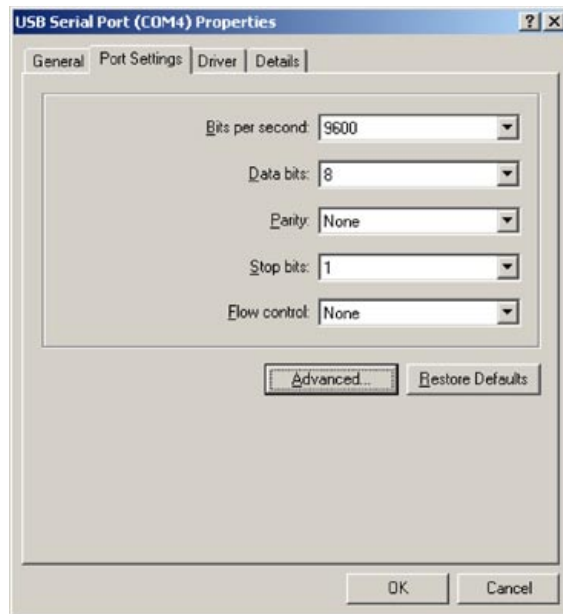 USB Serial Port (COM4) Properties
General Port Settings Driver Details
Bits per second: 9600
Data bits: 8
Parity: None
Stop bits: 1
Flow control: None
Advanced... Restore Defaults
OK Cancel